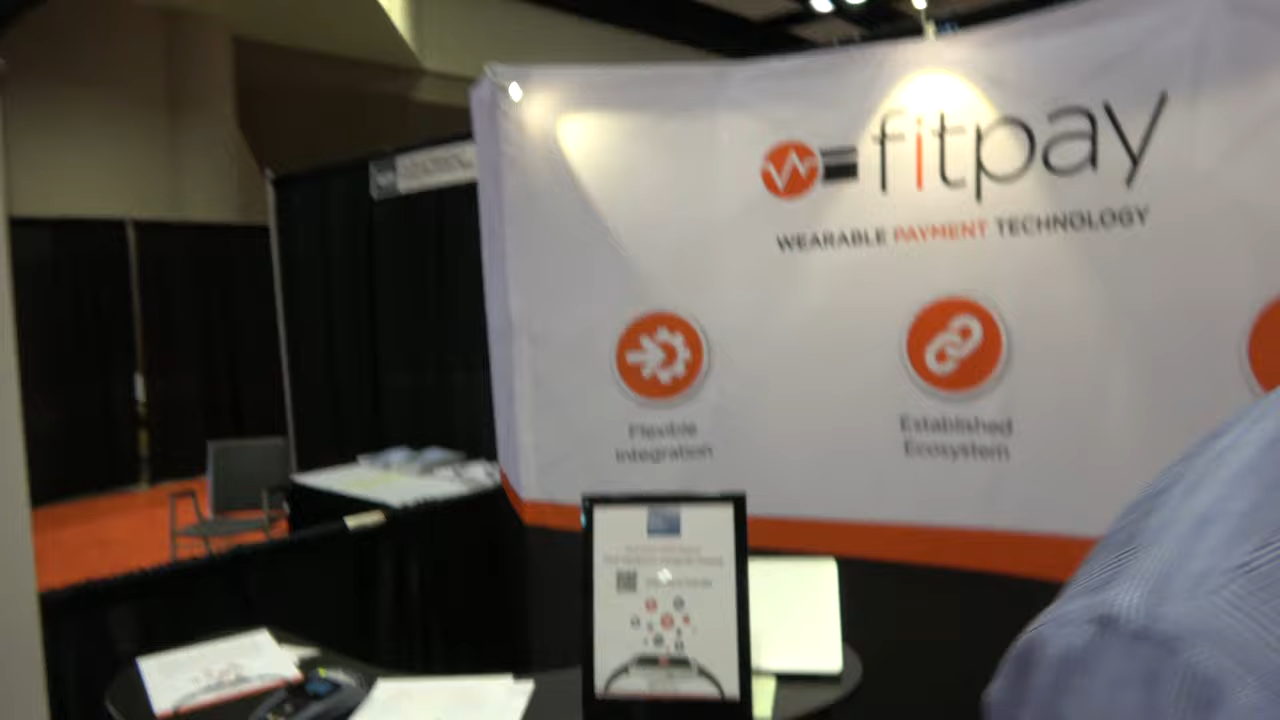 fitpay
WEARABLE PAYMENT TECHNOLOGY
Flexible
Integration
Established
Ecosystem